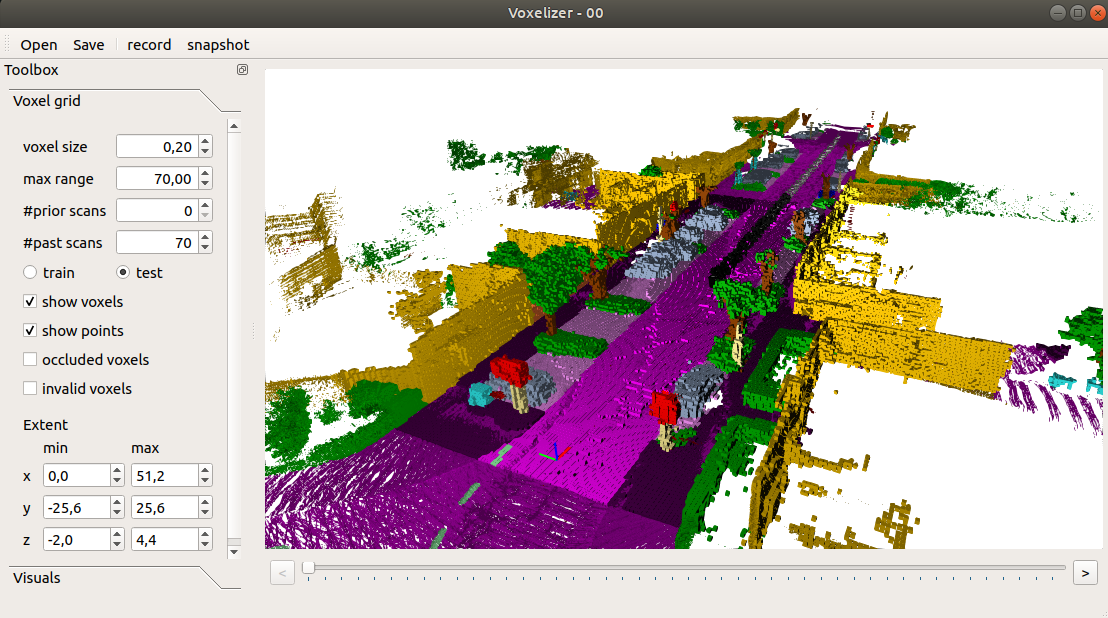 Voxelizer - 00
Open Save record snapshot
Toolbox
Voxel grid
voxel size 0,20
max range 70,00
#prior scans 0
#past scans 70
train test
show voxels
show points
occluded voxels
invalid voxels
Extent
min max
x 0,0 51,2
y -25,6 25,6
z -2,0 4,4
Visuals
< >